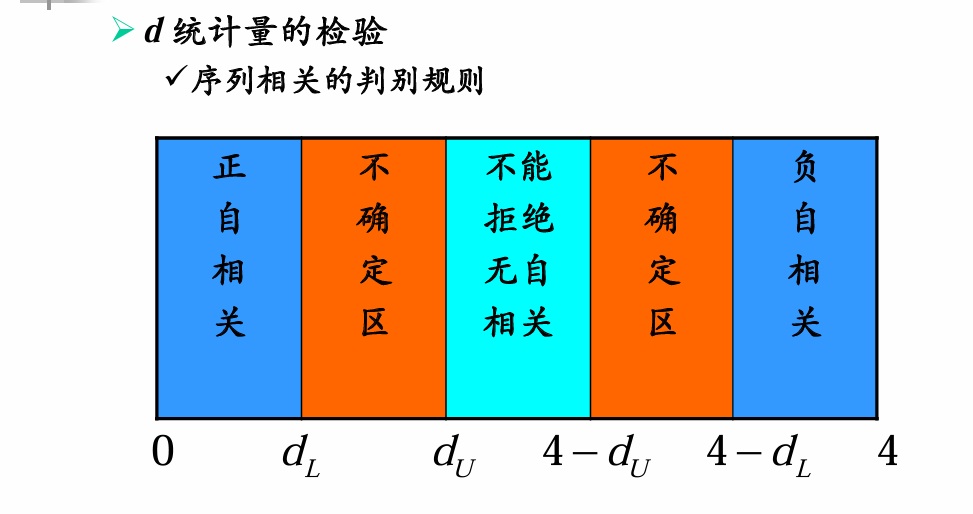 d 统计量的检验
序列相关的判别规则
正自相关
不确定区
不能拒绝无自相关
不确定区
负自相关
0 d_L d_U 4 − d_U 4 − d_L 4